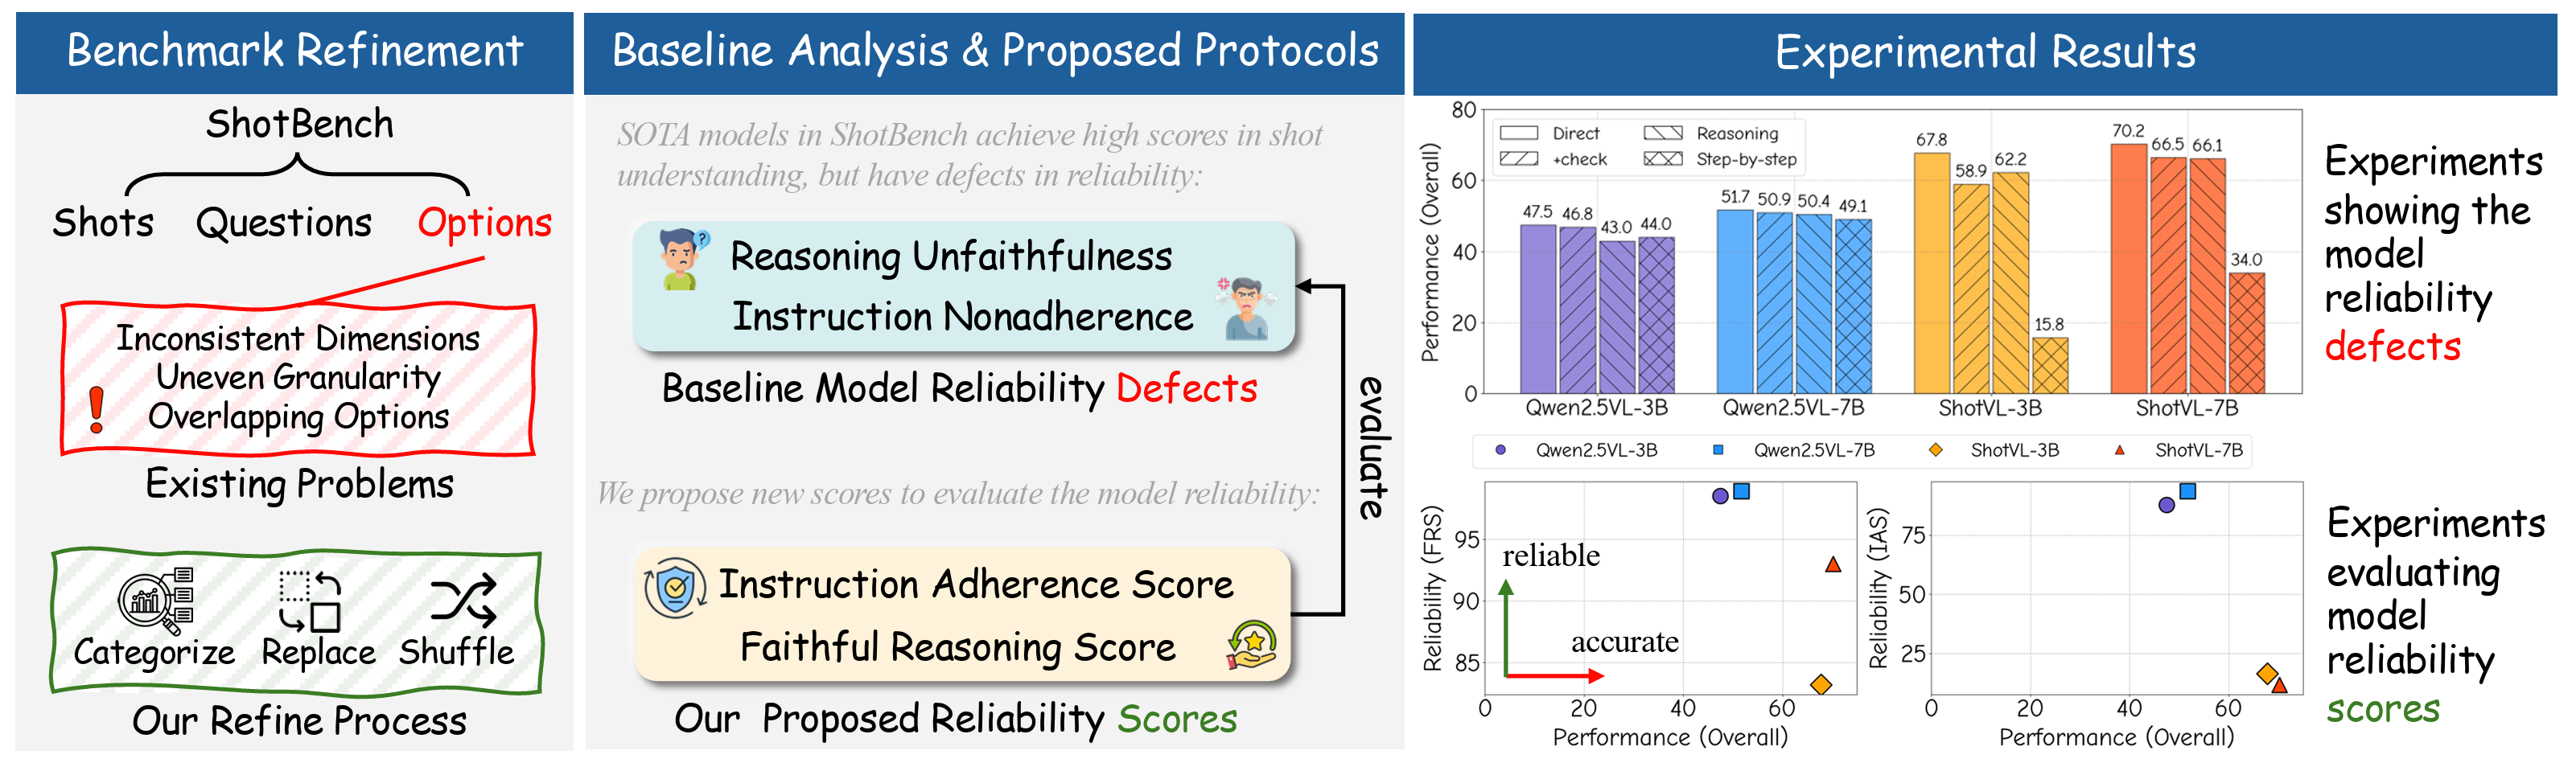 Benchmark Refinement
ShotBench
Shots Questions Options
Inconsistent Dimensions
Uneven Granularity
Overlapping Options
!
Existing Problems
Categorize Replace Shuffle
Our Refine Process
Baseline Analysis & Proposed Protocols
SOTA models in ShotBench achieve high scores in shot
understanding, but have defects in reliability:
?
Reasoning Unfaithfulness
Instruction Nonadherence
Baseline Model Reliability Defects
evaluate
We propose new scores to evaluate the model reliability:
Instruction Adherence Score
Faithful Reasoning Score
Our Proposed Reliability Scores
Experimental Results
Performance (Overall)
80
60
40
20
0
Direct Reasoning
+check Step-by-step
47.5 46.8 43.0 44.0
51.7 50.9 50.4 49.1
67.8 58.9 62.2 15.8
70.2 66.5 66.1 34.0
Qwen2.5VL-3B Qwen2.5VL-7B ShotVL-3B ShotVL-7B
Experiments
showing the
model
reliability
defects
Qwen2.5VL-3B Qwen2.5VL-7B ShotVL-3B ShotVL-7B
Reliability (FRS)
95
90
85
reliable
accurate
0 20 40 60
Performance (Overall)
Reliability (IAS)
75
50
25
0 20 40 60
Performance (Overall)
Experiments
evaluating
model
reliability
scores